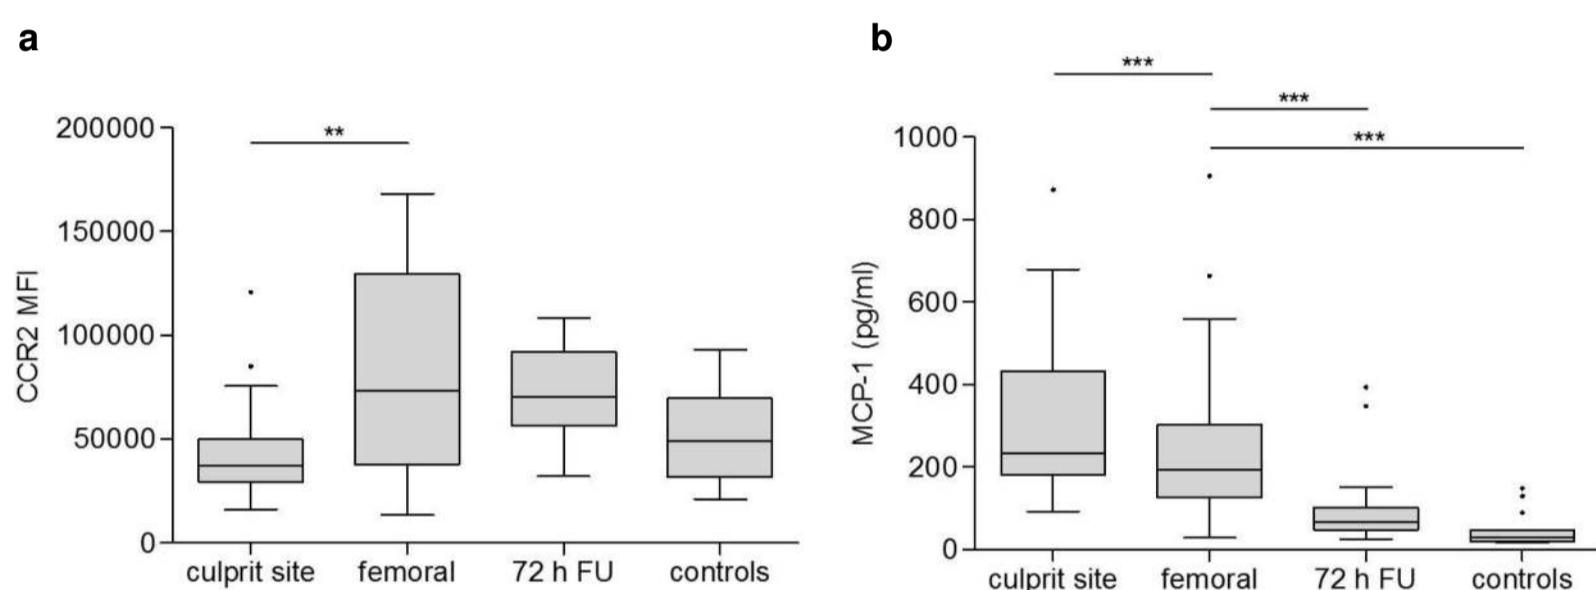 a
b
CCR2 MFI
200000
150000
100000
50000
0
**
culprit site
femoral
72 h FU
controls
MCP-1 (pg/ml)
1000
800
600
400
200
0
***
***
***
culprit site
femoral
72 h FU
controls